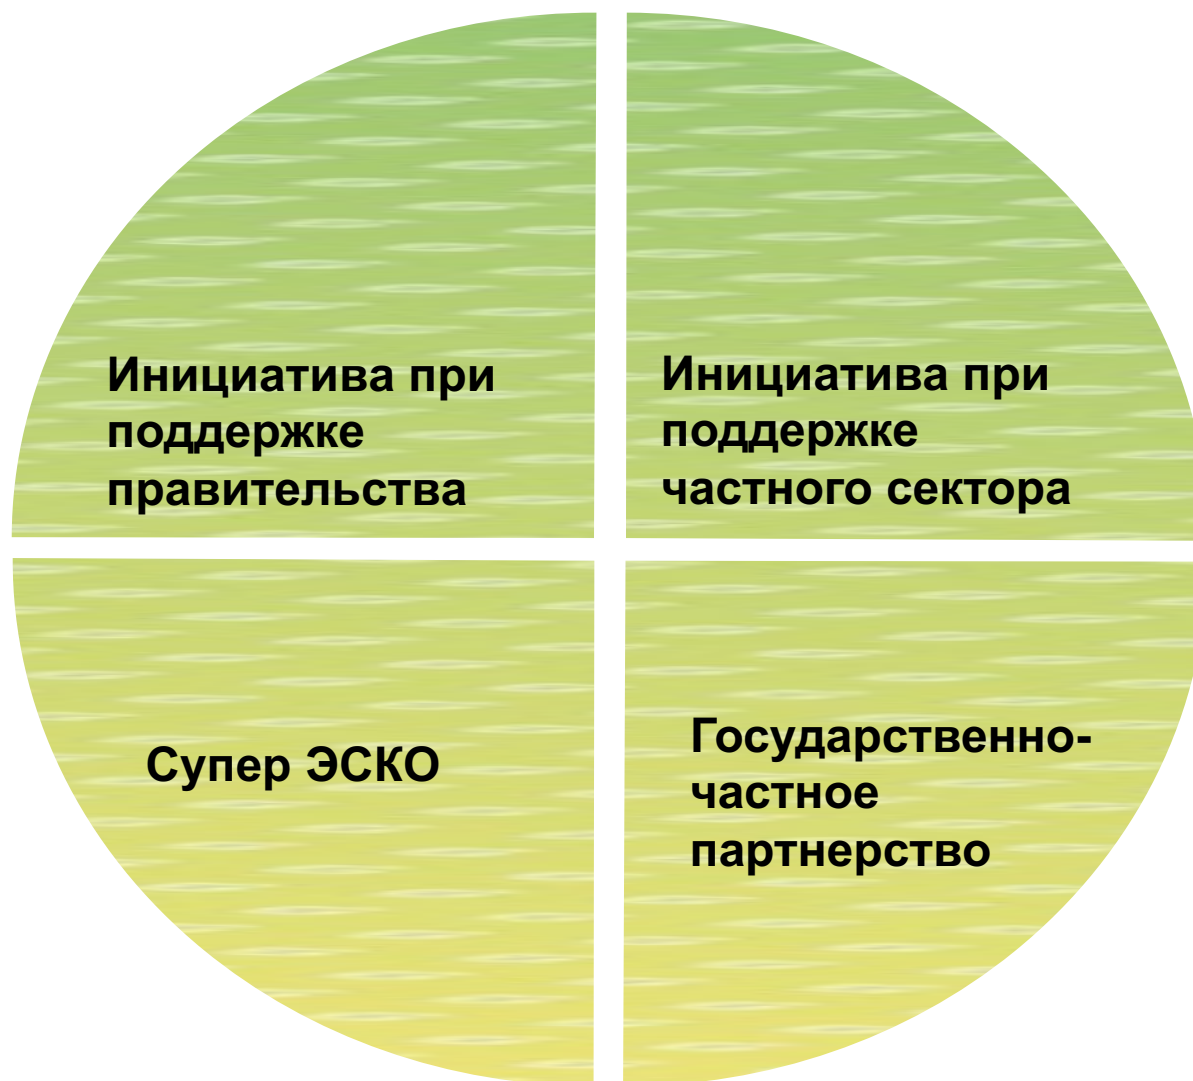 Инициатива при
поддержке
правительства
Инициатива при
поддержке
частного сектора
Супер ЭСКО
Государственно-
частное
партнерство